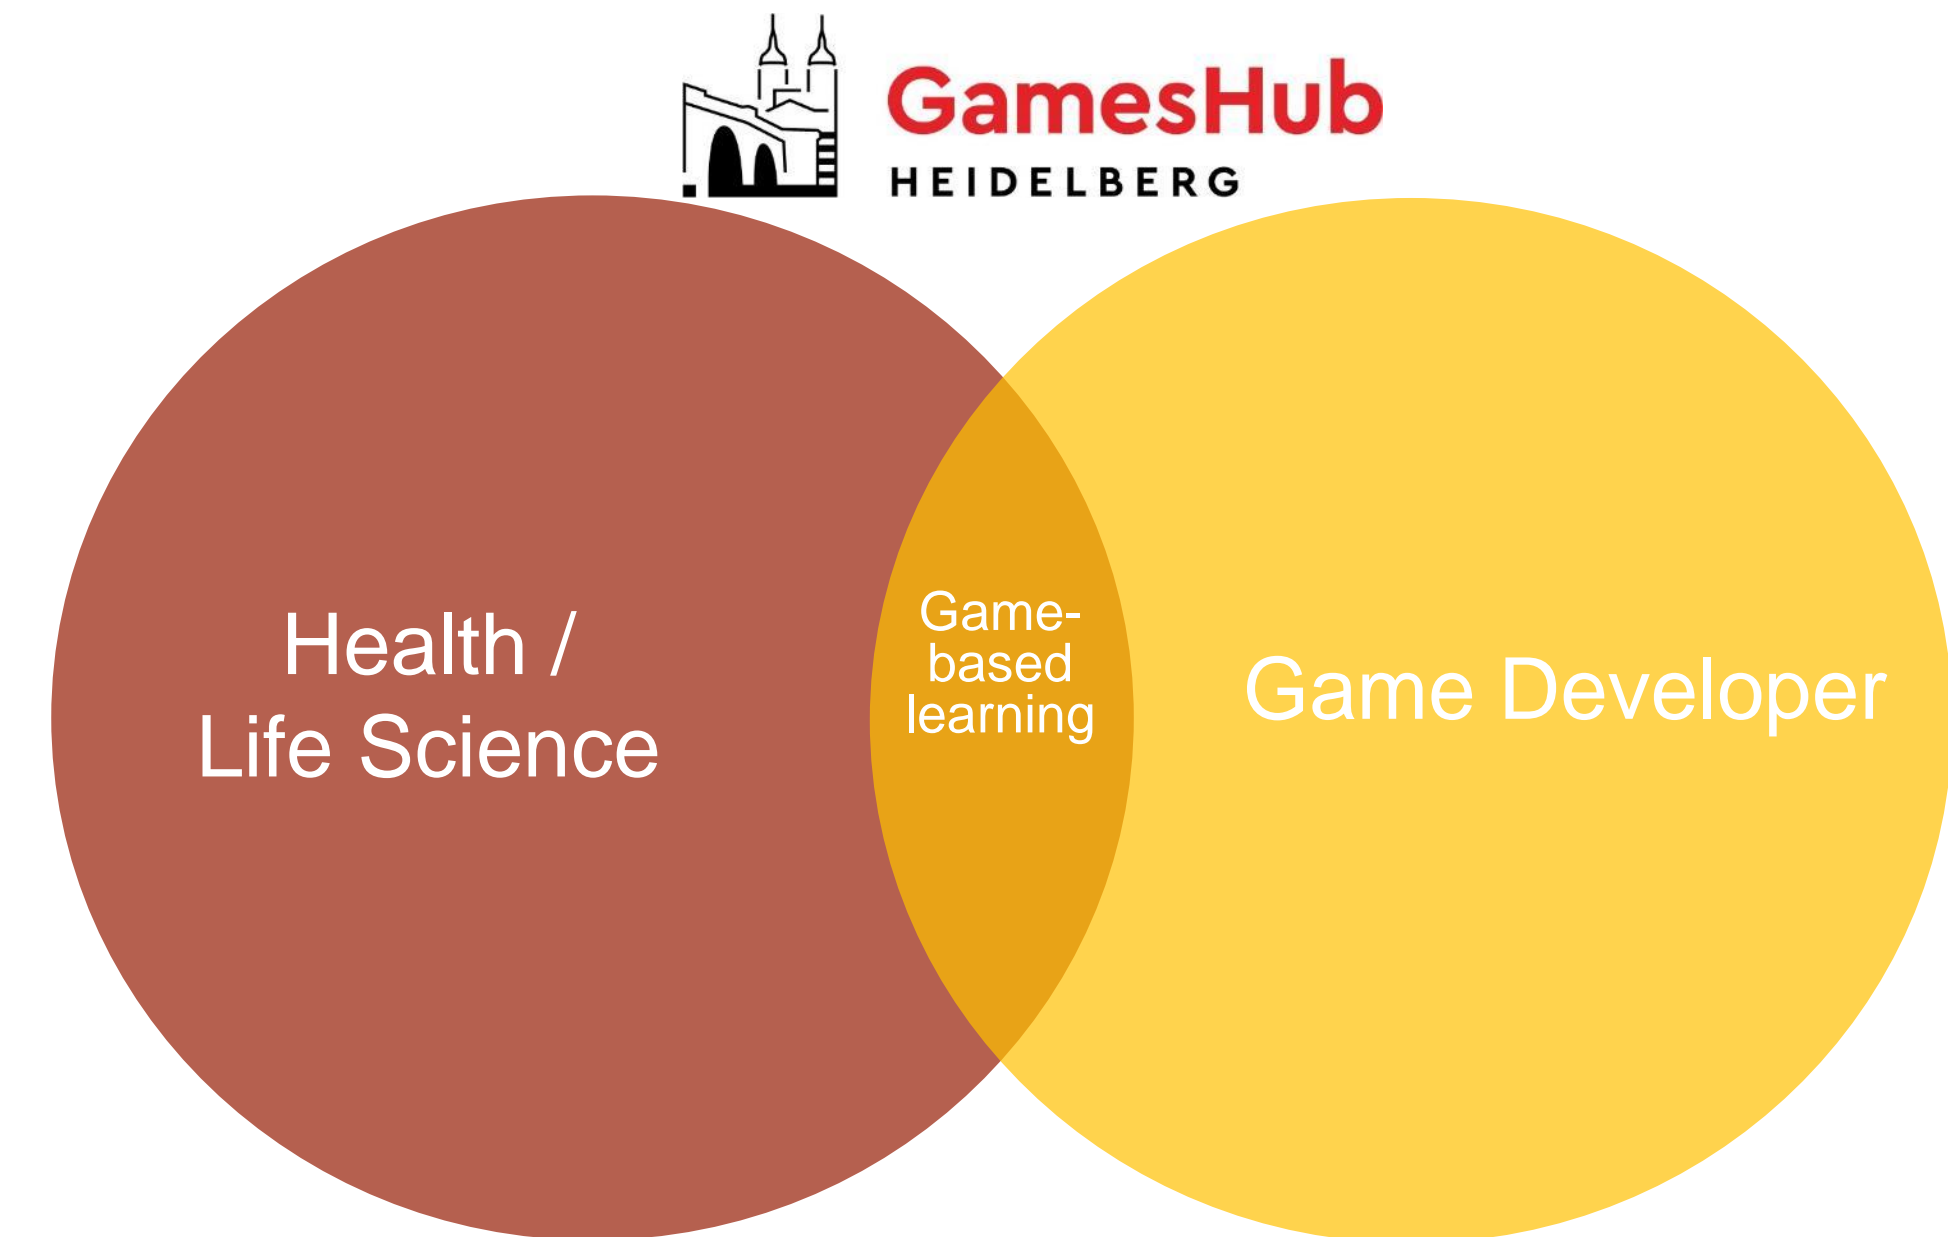 GamesHub
HEIDELBERG
Health /
Life Science
Game-
based
learning
Game Developer